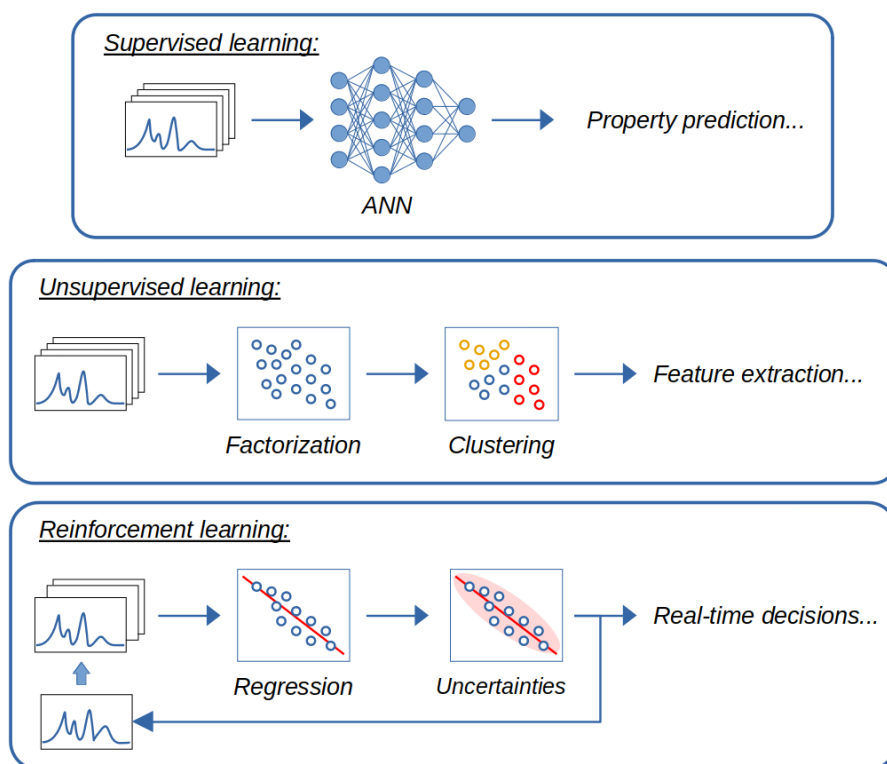 Supervised learning:
ANN
Property prediction...
Unsupervised learning:
Factorization
Clustering
Feature extraction...
Reinforcement learning:
Regression
Uncertainties
Real-time decisions...